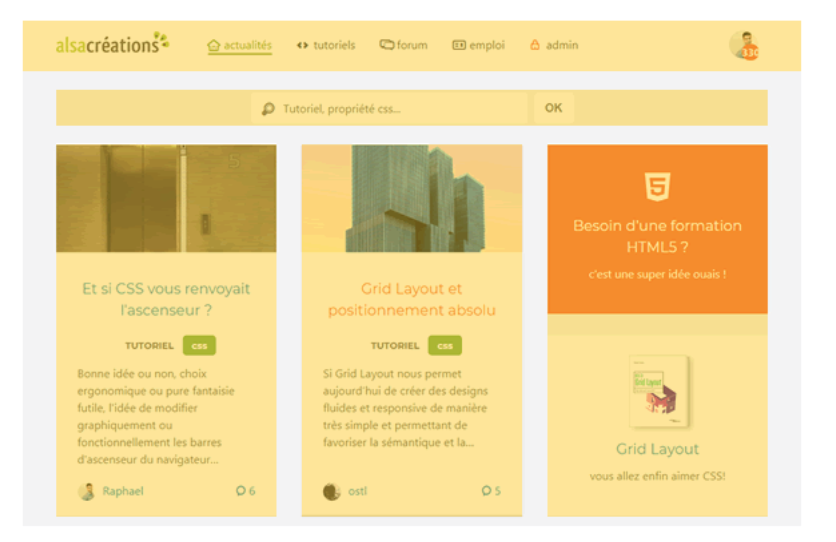 alsacréations
actualités
tutoriels
forum
emploi
admin
330
Tutoriel, propriété css...
OK
5
Et si CSS vous renvoyait
l'ascenseur ?
TUTORIEL css
Bonne idée ou non, choix
ergonomique ou pure fantaisie
futile, l'idée de modifier
graphiquement ou
fonctionnellement les barres
d'ascenseur du navigateur...
Raphael
6
Grid Layout et
positionnement absolu
TUTORIEL css
Si Grid Layout nous permet
aujourd'hui de créer des designs
fluides et responsive de manière
très simple et permettant de
favoriser la sémantique et la...
ostl
5
5
Besoin d'une formation
HTML5 ?
c'est une super idée ouais !
Grid Layout
Grid Layout
vous allez enfin aimer CSS!